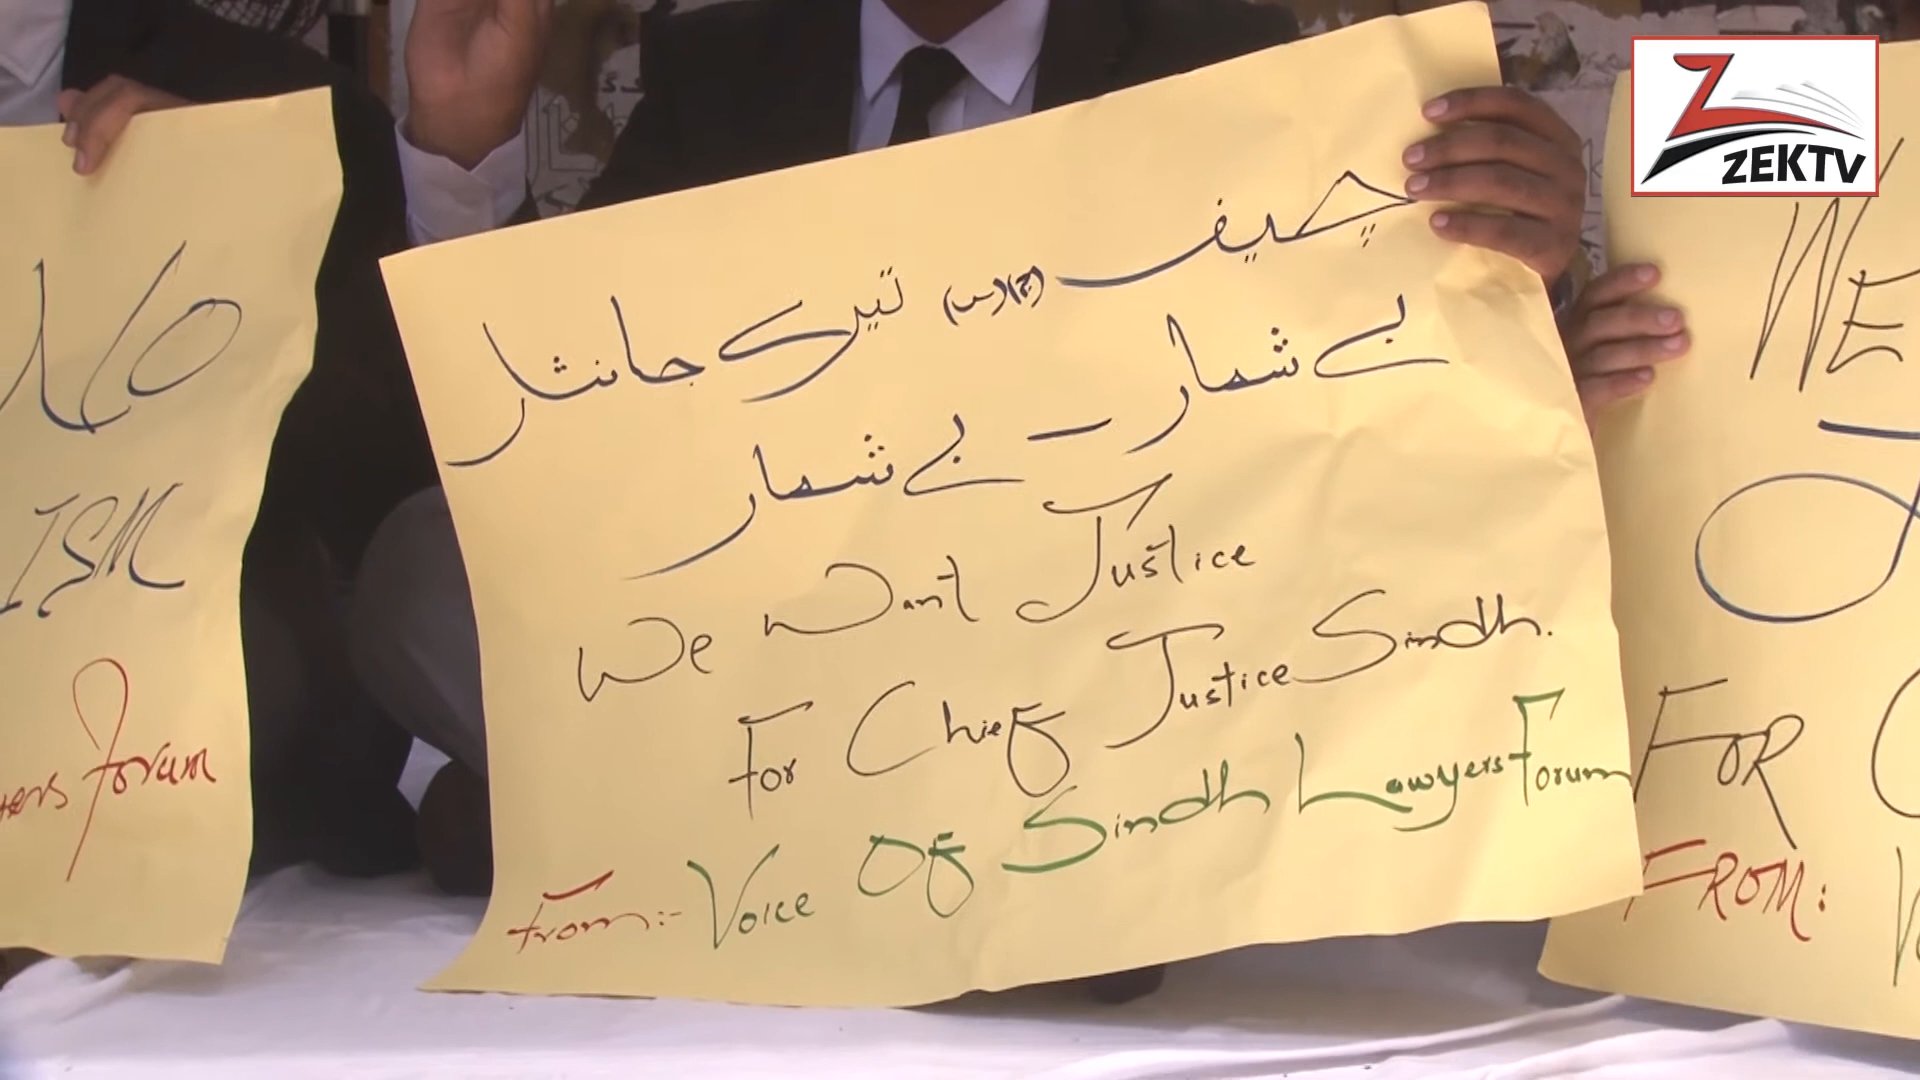 ZEKTV
چیف تیرے جانثار
بے شمار - بے شمار
We Want Justice
For Chief Justice Sindh.
From:- Voice Of Sindh Lawyers Forum
No
ISM
Forum
WE
FOR
FROM: